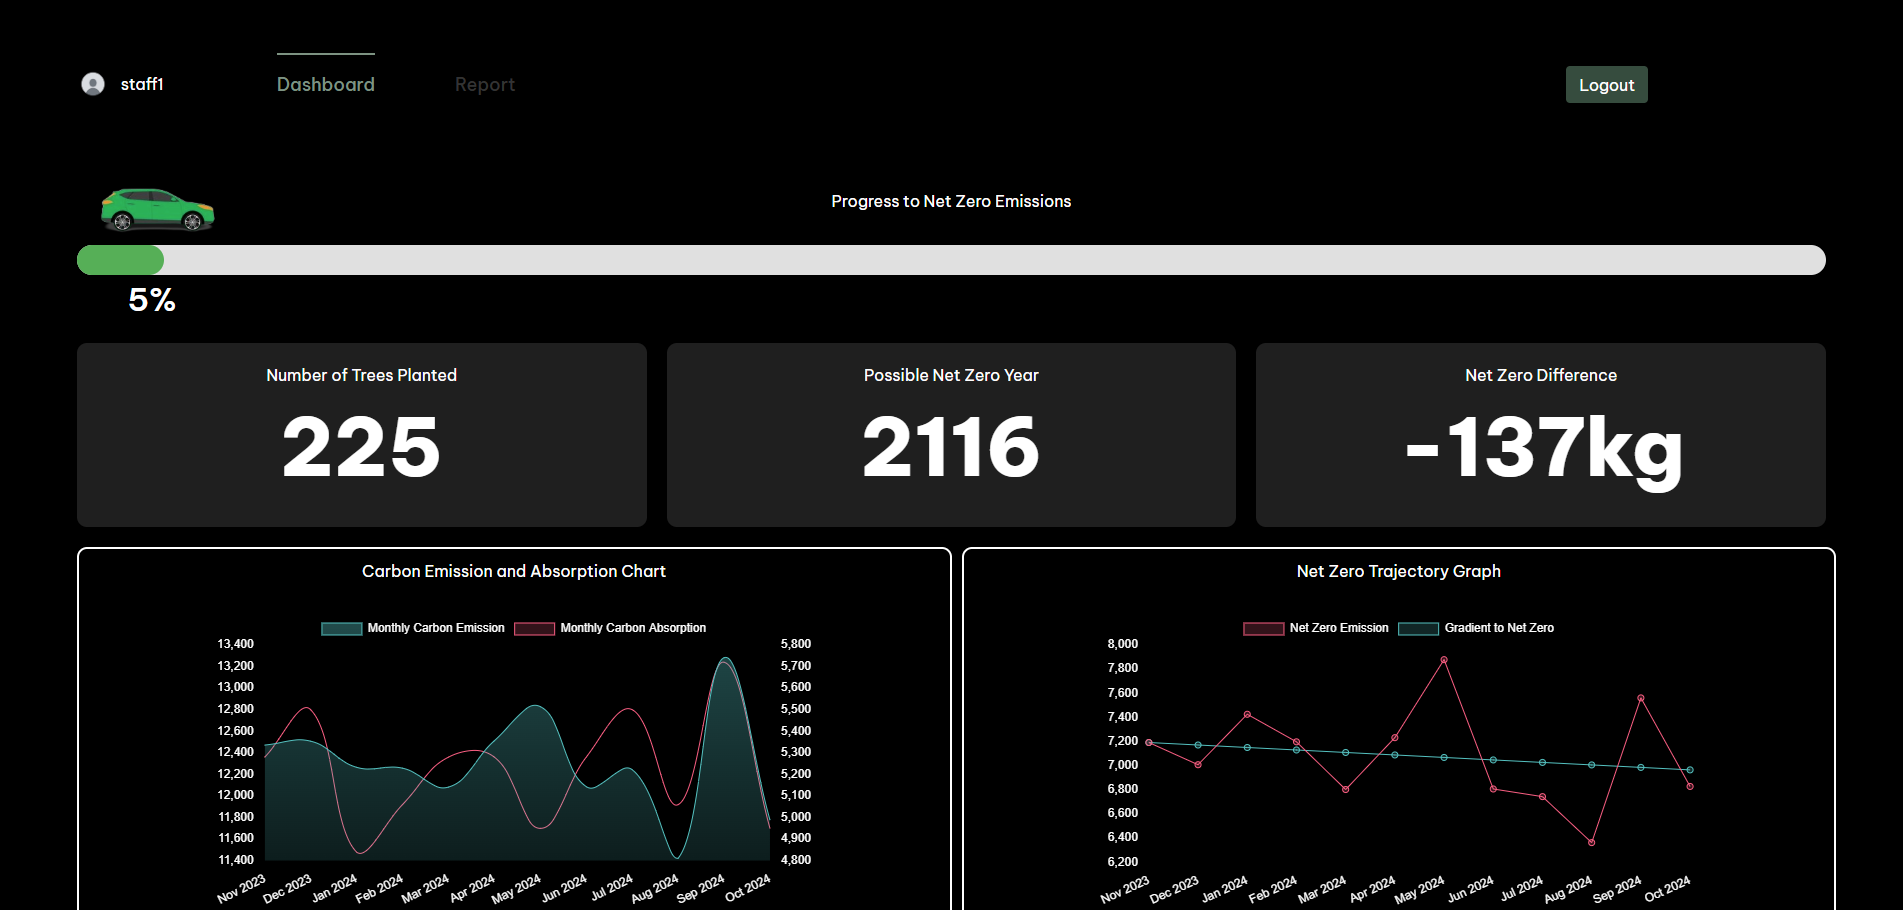 staff1
Dashboard
Report
Logout
Progress to Net Zero Emissions
5%
Number of Trees Planted
225
Possible Net Zero Year
2116
Net Zero Difference
-137kg
Carbon Emission and Absorption Chart
Monthly Carbon Emission
Monthly Carbon Absorption
13,400
13,200
13,000
12,800
12,600
12,400
12,200
12,000
11,800
11,600
11,400
5,800
5,700
5,600
5,500
5,400
5,300
5,200
5,100
5,000
4,900
4,800
Nov 2023
Dec 2023
Jan 2024
Feb 2024
Mar 2024
Apr 2024
May 2024
Jun 2024
Jul 2024
Aug 2024
Sep 2024
Oct 2024
Net Zero Trajectory Graph
Net Zero Emission
Gradient to Net Zero
8,000
7,800
7,600
7,400
7,200
7,000
6,800
6,600
6,400
6,200
Nov 2023
Dec 2023
Jan 2024
Feb 2024
Mar 2024
Apr 2024
May 2024
Jun 2024
Jul 2024
Aug 2024
Sep 2024
Oct 2024